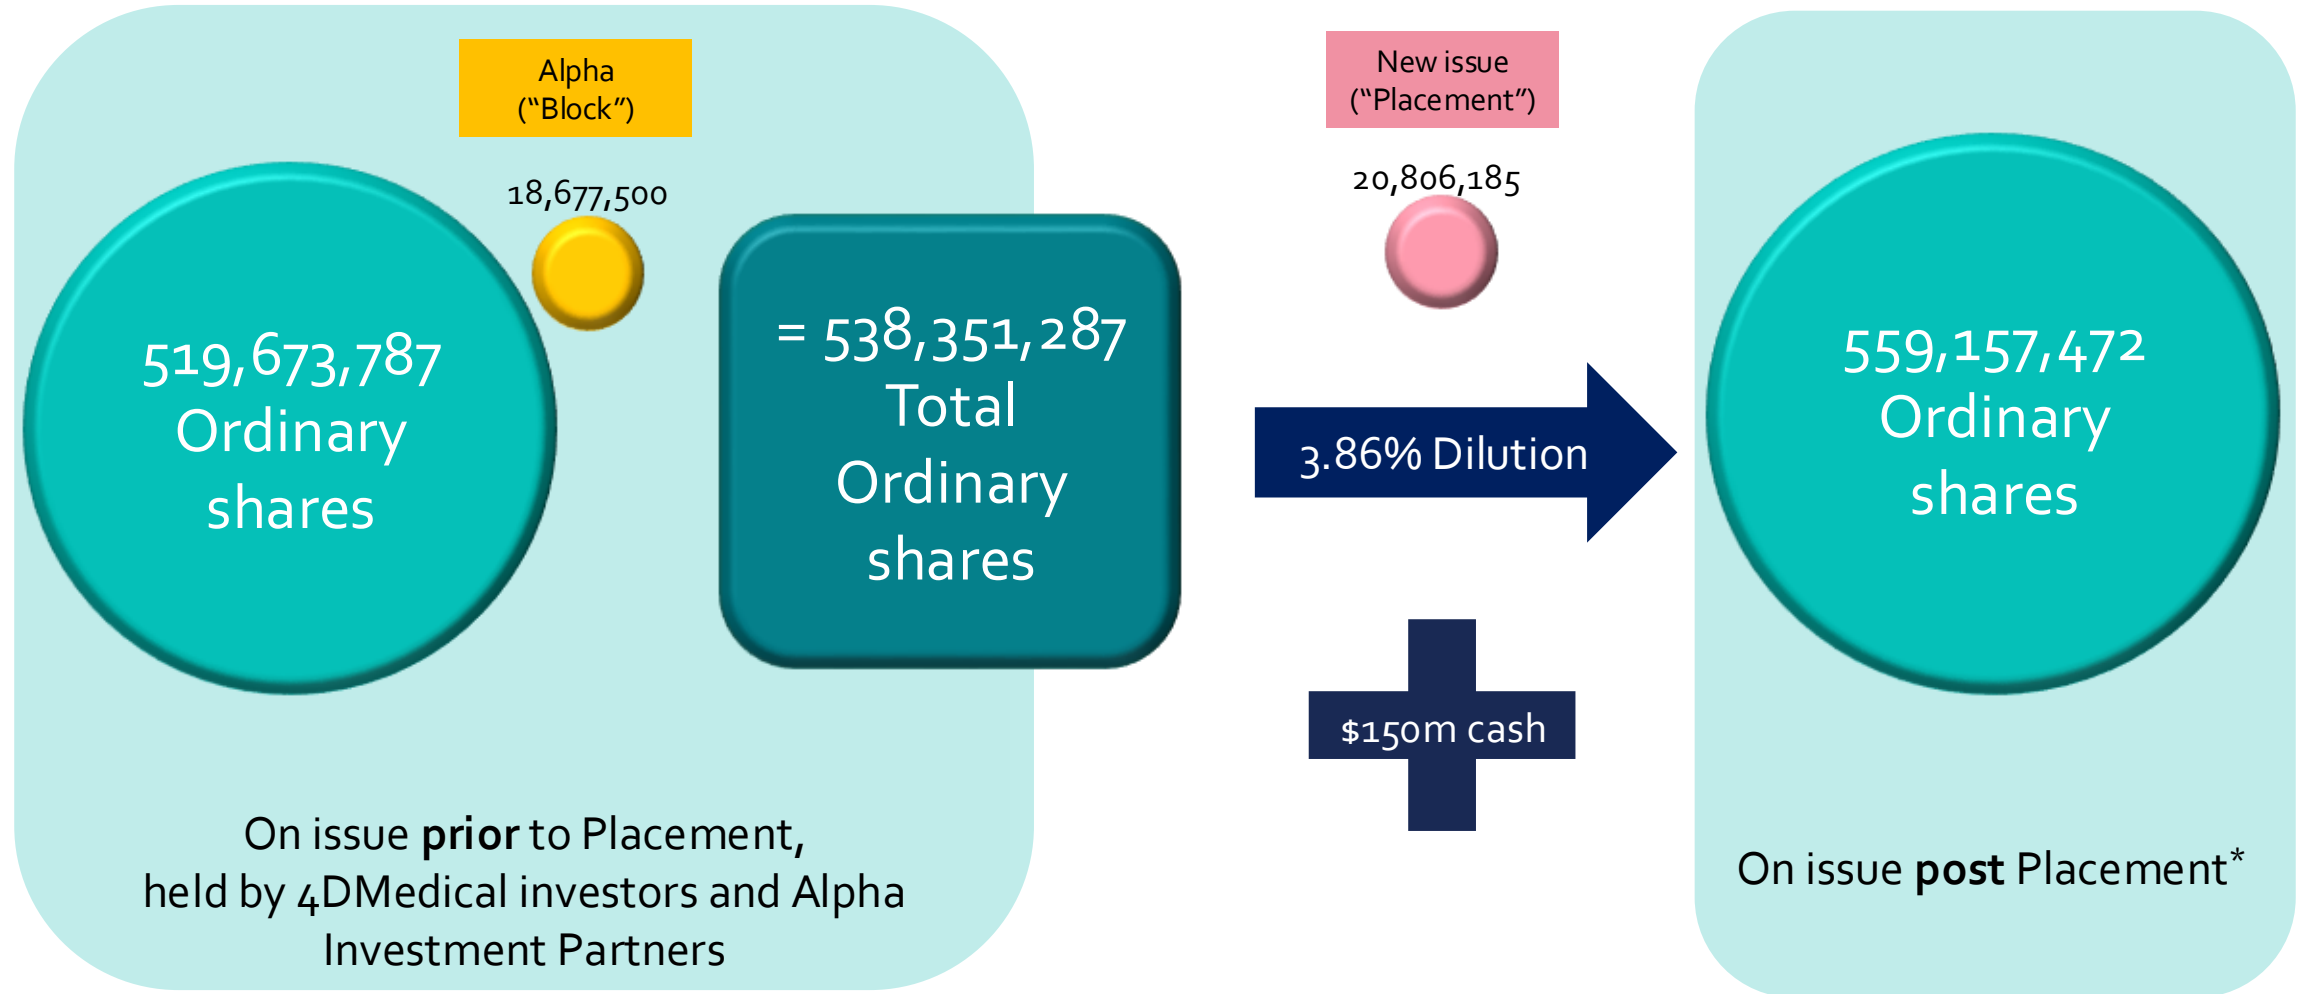 Alpha
(“Block”)
18,677,500
519,673,787
Ordinary
shares
= 538,351,287
Total
Ordinary
shares
On issue prior to Placement,
held by 4DMedical investors and Alpha
Investment Partners
New issue
(“Placement”)
20,806,185
3.86% Dilution
$150m cash
559,157,472
Ordinary
shares
On issue post Placement*